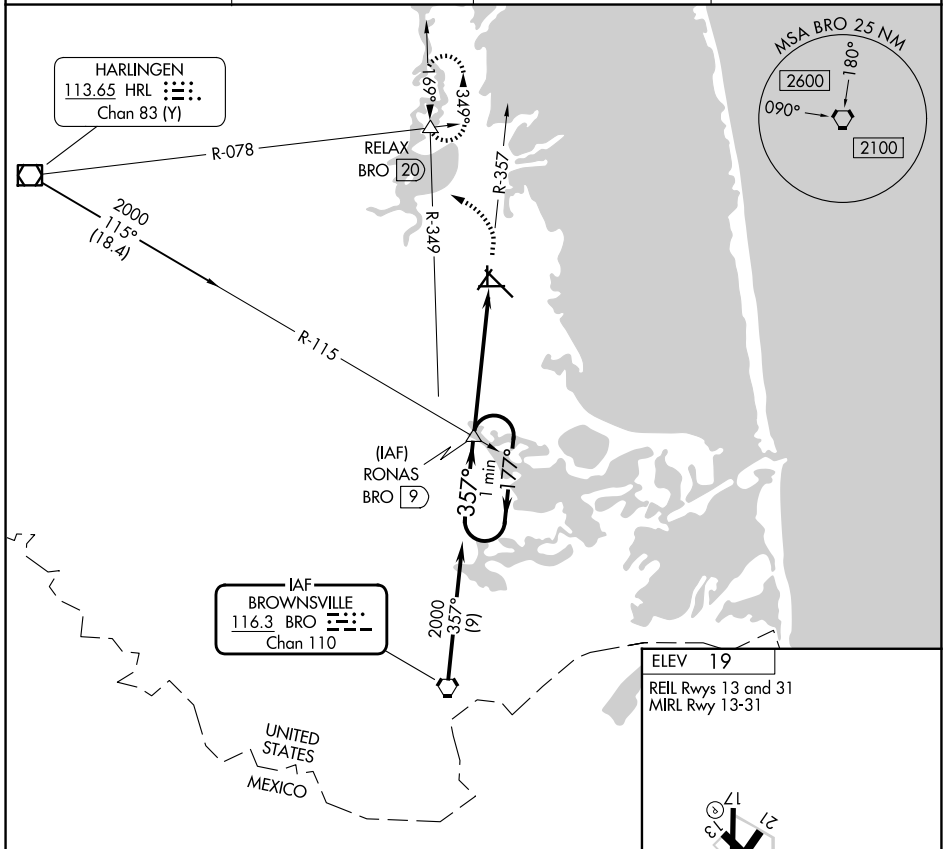 HARLINGEN
113.65 HRL
Chan 83 (Y)
169°
349°
MSA BRO 25 NM
180°
2600
090°
2100
R-078
RELAX
BRO 20
R-357
R-349
2000
115°
(18.4)
R-115
(IAF)
RONAS
BRO 9
357°
1 min
177°
IAF
BROWNSVILLE
116.3 BRO
Chan 110
2000
357°
(9)
UNITED
STATES
MEXICO
ELEV 19
REIL Rwys 13 and 31
MIRL Rwy 13-31
P
17
21
13